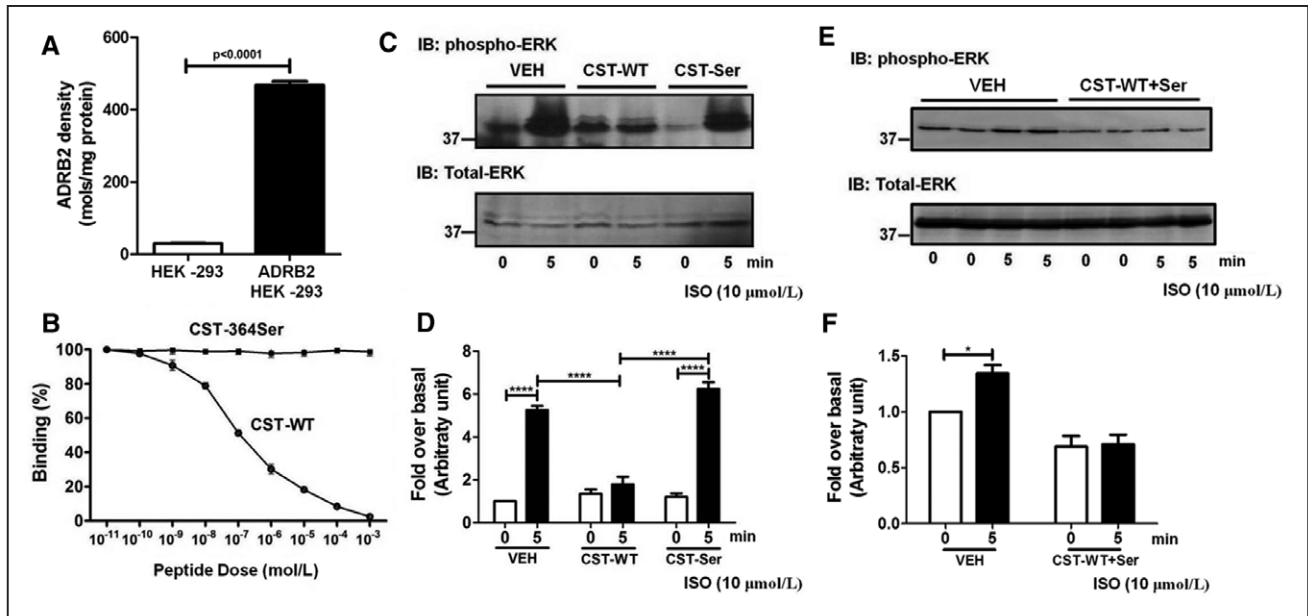 A
600
400
200
0
ADRB2 density
(mols/mg protein)
p<0.0001
HEK -293
ADRB2
HEK -293
B
CST-364Ser
100
80
60
40
20
0
Binding (%)
CST-WT
10-11 10-10 10-9 10-8 10-7 10-6 10-5 10-4 10-3
Peptide Dose (mol/L)
C
IB: phospho-ERK
VEH CST-WT CST-Ser
37
IB: Total-ERK
37
0 5 0 5 0 5 min
ISO (10 µmol/L)
D
8
6
4
2
0
Fold over basal
(Arbitraty unit)
**** **** **** ****
0 5 0 5 0 5 min
VEH CST-WT CST-Ser
ISO (10 µmol/L)
E
IB: phospho-ERK
VEH CST-WT+Ser
37
IB: Total-ERK
37
0 0 5 5 0 0 5 5 min
ISO (10 µmol/L)
F
1.5
1.0
0.5
0.0
Fold over basal
(Arbitraty unit)
*
0 5 0 5 min
VEH CST-WT+Ser
ISO (10 µmol/L)